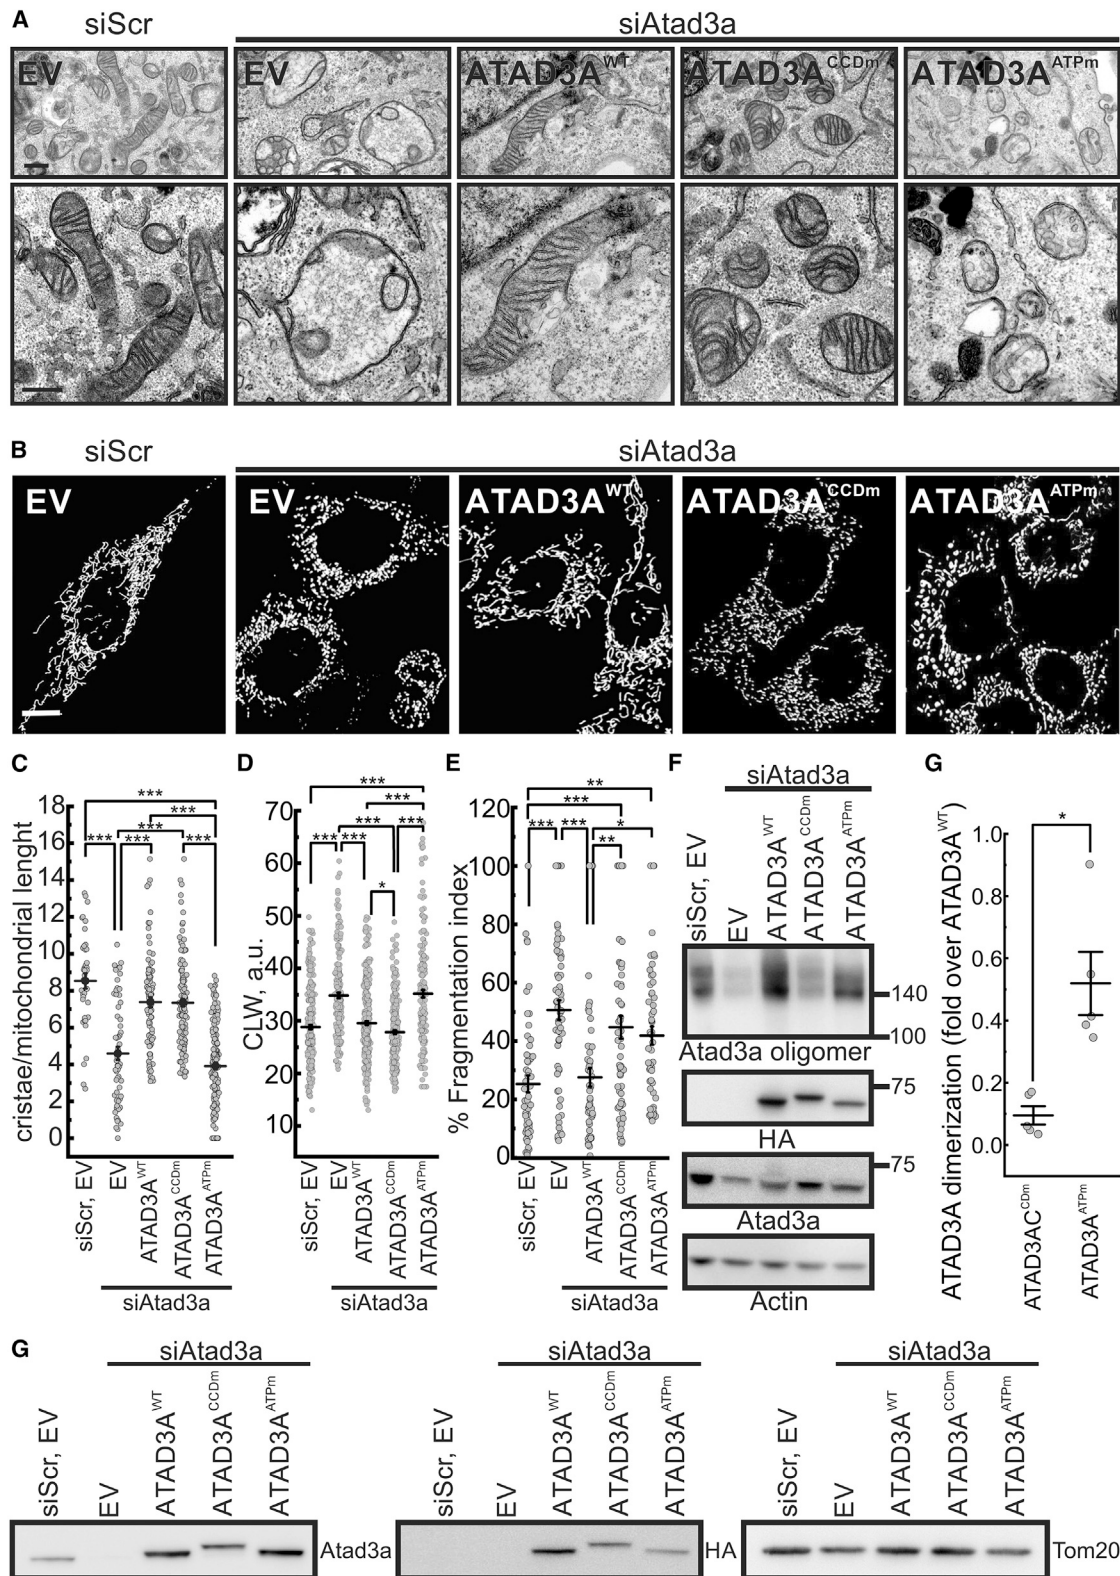 A
siScr
siAtad3a
EV
EV
ATAD3A^WT
ATAD3A^CCDm
ATAD3A^ATPm
B
siScr
siAtad3a
EV
EV
ATAD3A^WT
ATAD3A^CCDm
ATAD3A^ATPm
C
cristae/mitochondrial lenght
18
16
14
12
10
8
6
4
2
0
***
***
***
***
***
***
siScr, EV
EV
ATAD3A^WT
ATAD3A^CCDm
ATAD3A^ATPm
siAtad3a
D
CLW, a.u.
70
60
50
40
30
20
10
***
***
***
***
***
***
*
siScr, EV
EV
ATAD3A^WT
ATAD3A^CCDm
ATAD3A^ATPm
siAtad3a
E
% Fragmentation index
120
100
80
60
40
20
0
**
***
***
***
*
**
siScr, EV
EV
ATAD3A^WT
ATAD3A^CCDm
ATAD3A^ATPm
siAtad3a
F
siAtad3a
siScr, EV
EV
ATAD3A^WT
ATAD3A^CCDm
ATAD3A^ATPm
140
100
Atad3a oligomer
75
HA
75
Atad3a
Actin
G
ATAD3A dimerization (fold over ATAD3A^WT)
1.0
0.8
0.6
0.4
0.2
0.0
*
ATAD3AC^CDm
ATAD3A^ATPm
G
siAtad3a
siScr, EV
EV
ATAD3A^WT
ATAD3A^CCDm
ATAD3A^ATPm
Atad3a
siAtad3a
siScr, EV
EV
ATAD3A^WT
ATAD3A^CCDm
ATAD3A^ATPm
HA
siAtad3a
siScr, EV
EV
ATAD3A^WT
ATAD3A^CCDm
ATAD3A^ATPm
Tom20